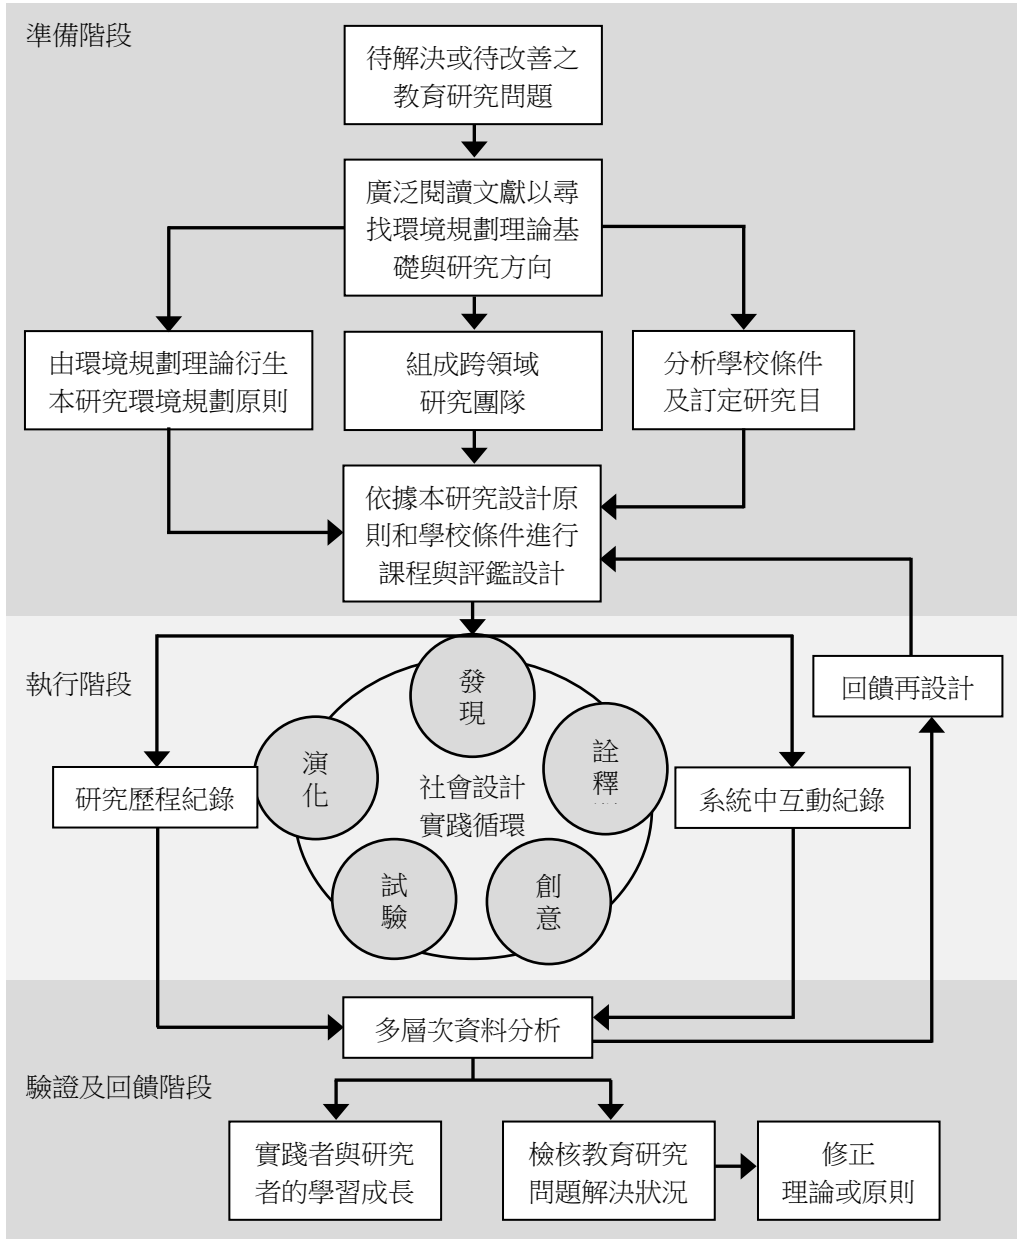 準備階段
待解決或待改善之
教育研究問題
廣泛閱讀文獻以尋
找環境規劃理論基
礎與研究方向
由環境規劃理論衍生
本研究環境規劃原則
組成跨領域
研究團隊
分析學校條件
及訂定研究目
依據本研究設計原
則和學校條件進行
課程與評鑑設計
執行階段
發
現
回饋再設計
演
化
詮
釋
社會設計
實踐循環
研究歷程紀錄
系統中互動紀錄
試
驗
創
意
多層次資料分析
驗證及回饋階段
實踐者與研究
者的學習成長
檢核教育研究
問題解決狀況
修正
理論或原則